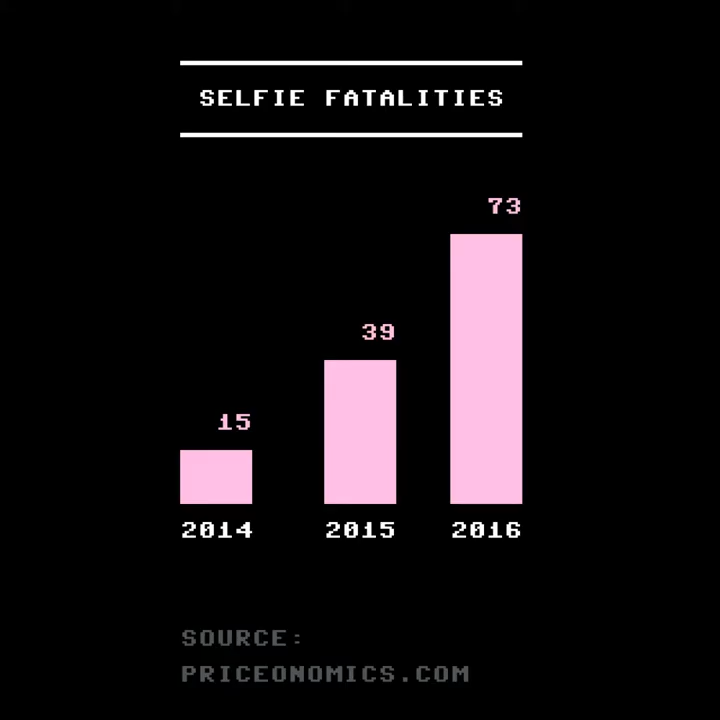 SELFIE FATALITIES
73
39
15
2014 2015 2016
SOURCE:
PRICEONOMICS.COM